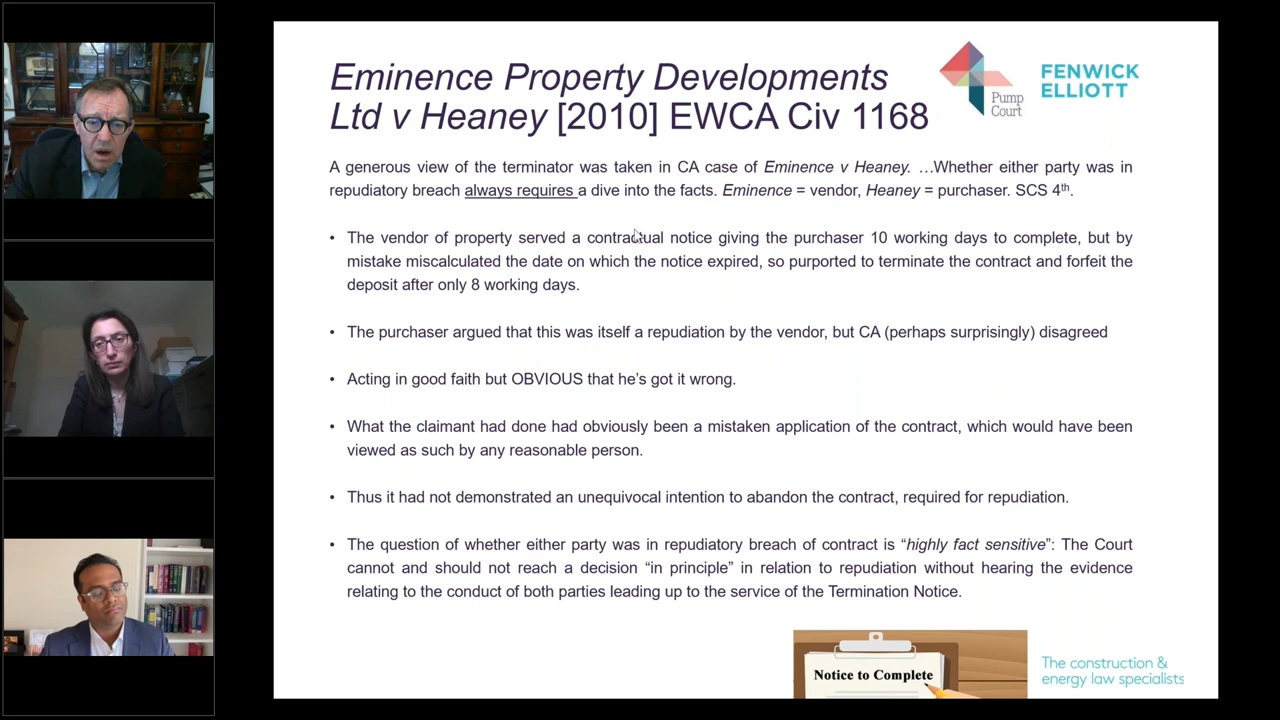 Eminence Property Developments
Ltd v Heaney [2010] EWCA Civ 1168
Pump
Court
FENWICK
ELLIOTT
A generous view of the terminator was taken in CA case of Eminence v Heaney. …Whether either party was in
repudiatory breach always requires a dive into the facts. Eminence = vendor, Heaney = purchaser. SCS 4th.
• The vendor of property served a contractual notice giving the purchaser 10 working days to complete, but by
mistake miscalculated the date on which the notice expired, so purported to terminate the contract and forfeit the
deposit after only 8 working days.
• The purchaser argued that this was itself a repudiation by the vendor, but CA (perhaps surprisingly) disagreed
• Acting in good faith but OBVIOUS that he's got it wrong.
• What the claimant had done had obviously been a mistaken application of the contract, which would have been
viewed as such by any reasonable person.
• Thus it had not demonstrated an unequivocal intention to abandon the contract, required for repudiation.
• The question of whether either party was in repudiatory breach of contract is “highly fact sensitive”: The Court
cannot and should not reach a decision “in principle” in relation to repudiation without hearing the evidence
relating to the conduct of both parties leading up to the service of the Termination Notice.
Notice to Complete
The construction &
energy law specialists